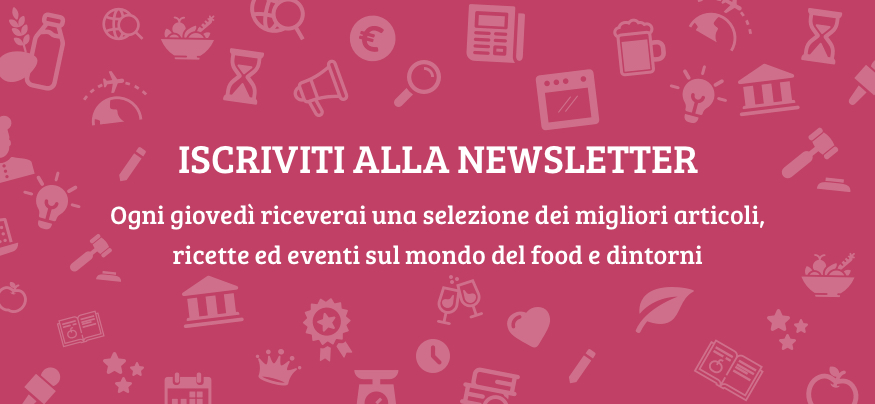 ISCRIVITI ALLA NEWSLETTER
Ogni giovedì riceverai una selezione dei migliori articoli,
ricette ed eventi sul mondo del food e dintorni